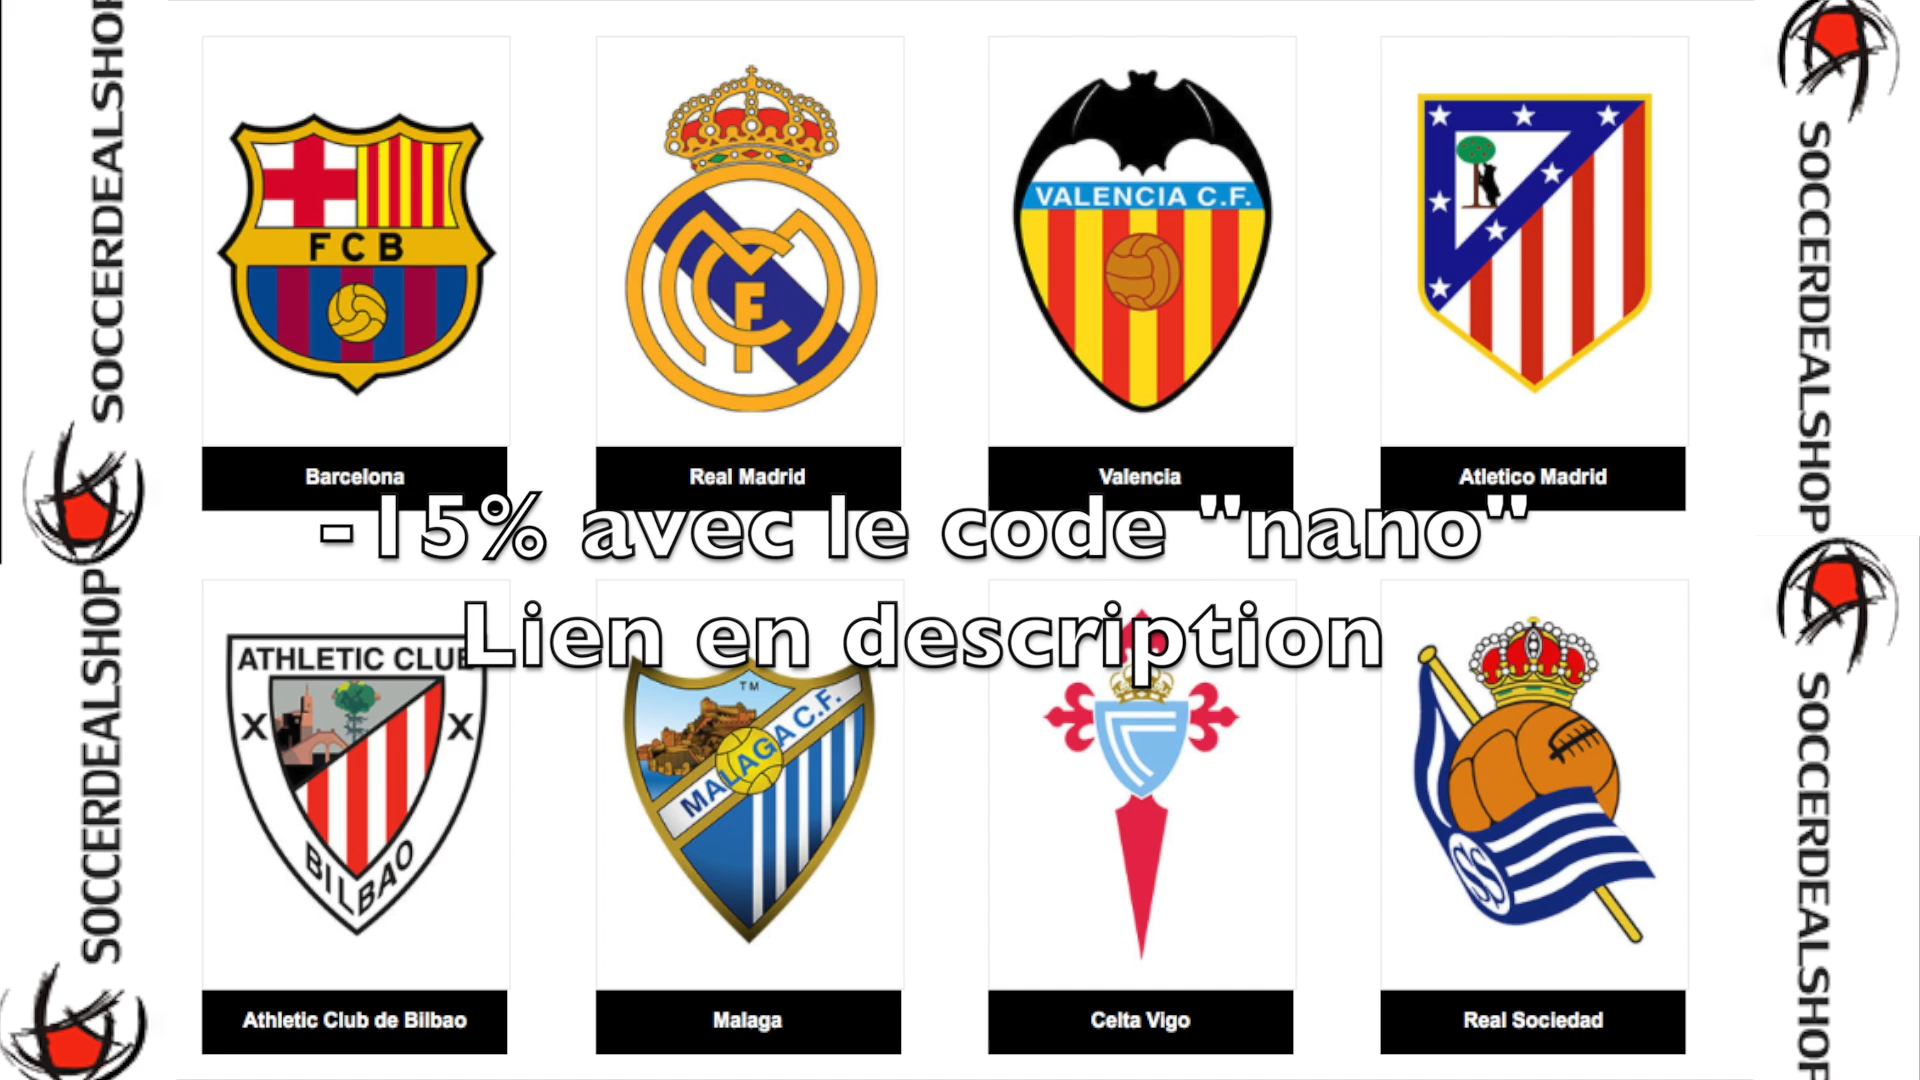 SOCCERDEALSHOP
SOCCERDEALSHOP
F C B
VALENCIA C.F.
Barcelona
Real Madrid
Valencia
Atletico Madrid
-15% avec le code "nano"
Lien en description
ATHLETIC CLUB
X X
BILBAO
TM
MALAGA C.F.
SS
Athletic Club de Bilbao
Malaga
Celta Vigo
Real Sociedad
SOCCERDEALSHOP
SOCCERDEALSHOP